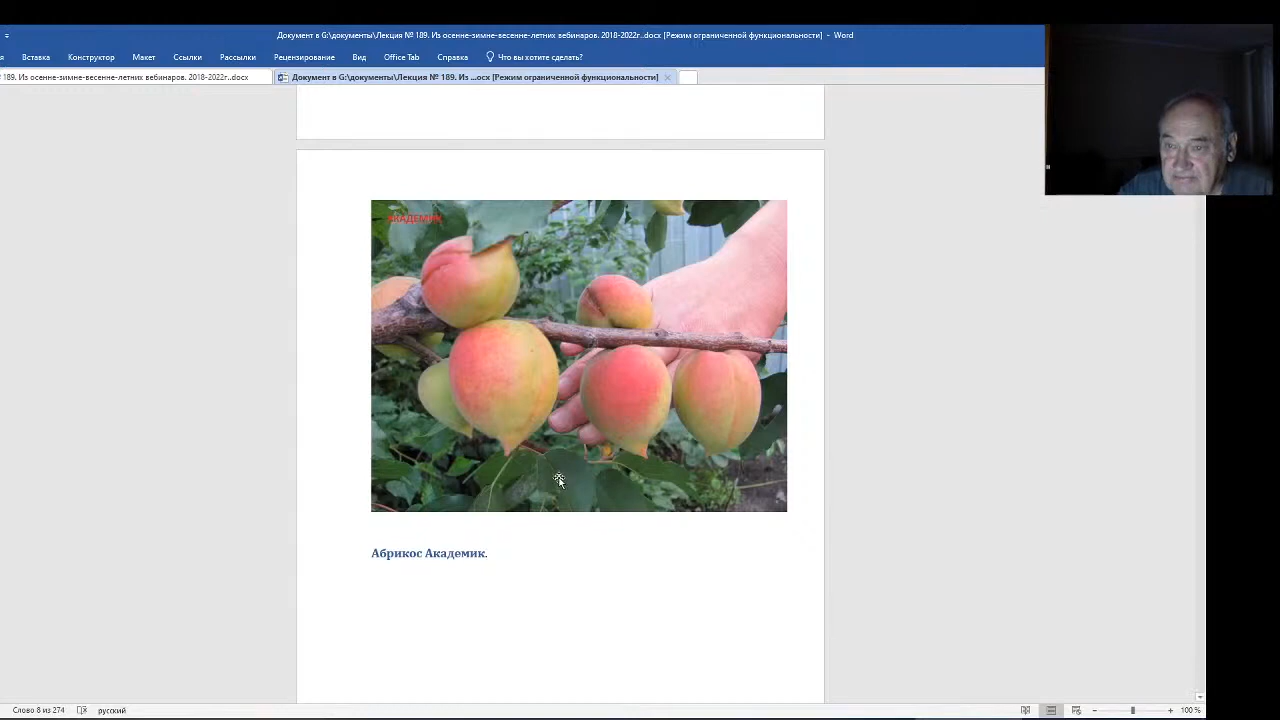 Документ в G:\документы\Лекция № 189. Из осенне-зимне-весенне-летних вебинаров. 2018-2022г..docx [Режим ограниченной функциональности] - Word
Вставка Конструктор Макет Ссылки Рассылки Рецензирование Вид Office Tab Справка Что вы хотите сделать?
189. Из осенне-зимне-весенне-летних вебинаров. 2018-2022г..docx
Документ в G:\документы\Лекция № 189. Из ...осх [Режим ограниченной функциональности]
АКАДЕМИК
Абрикос Академик.
Слово 8 из 274 русский 100 %